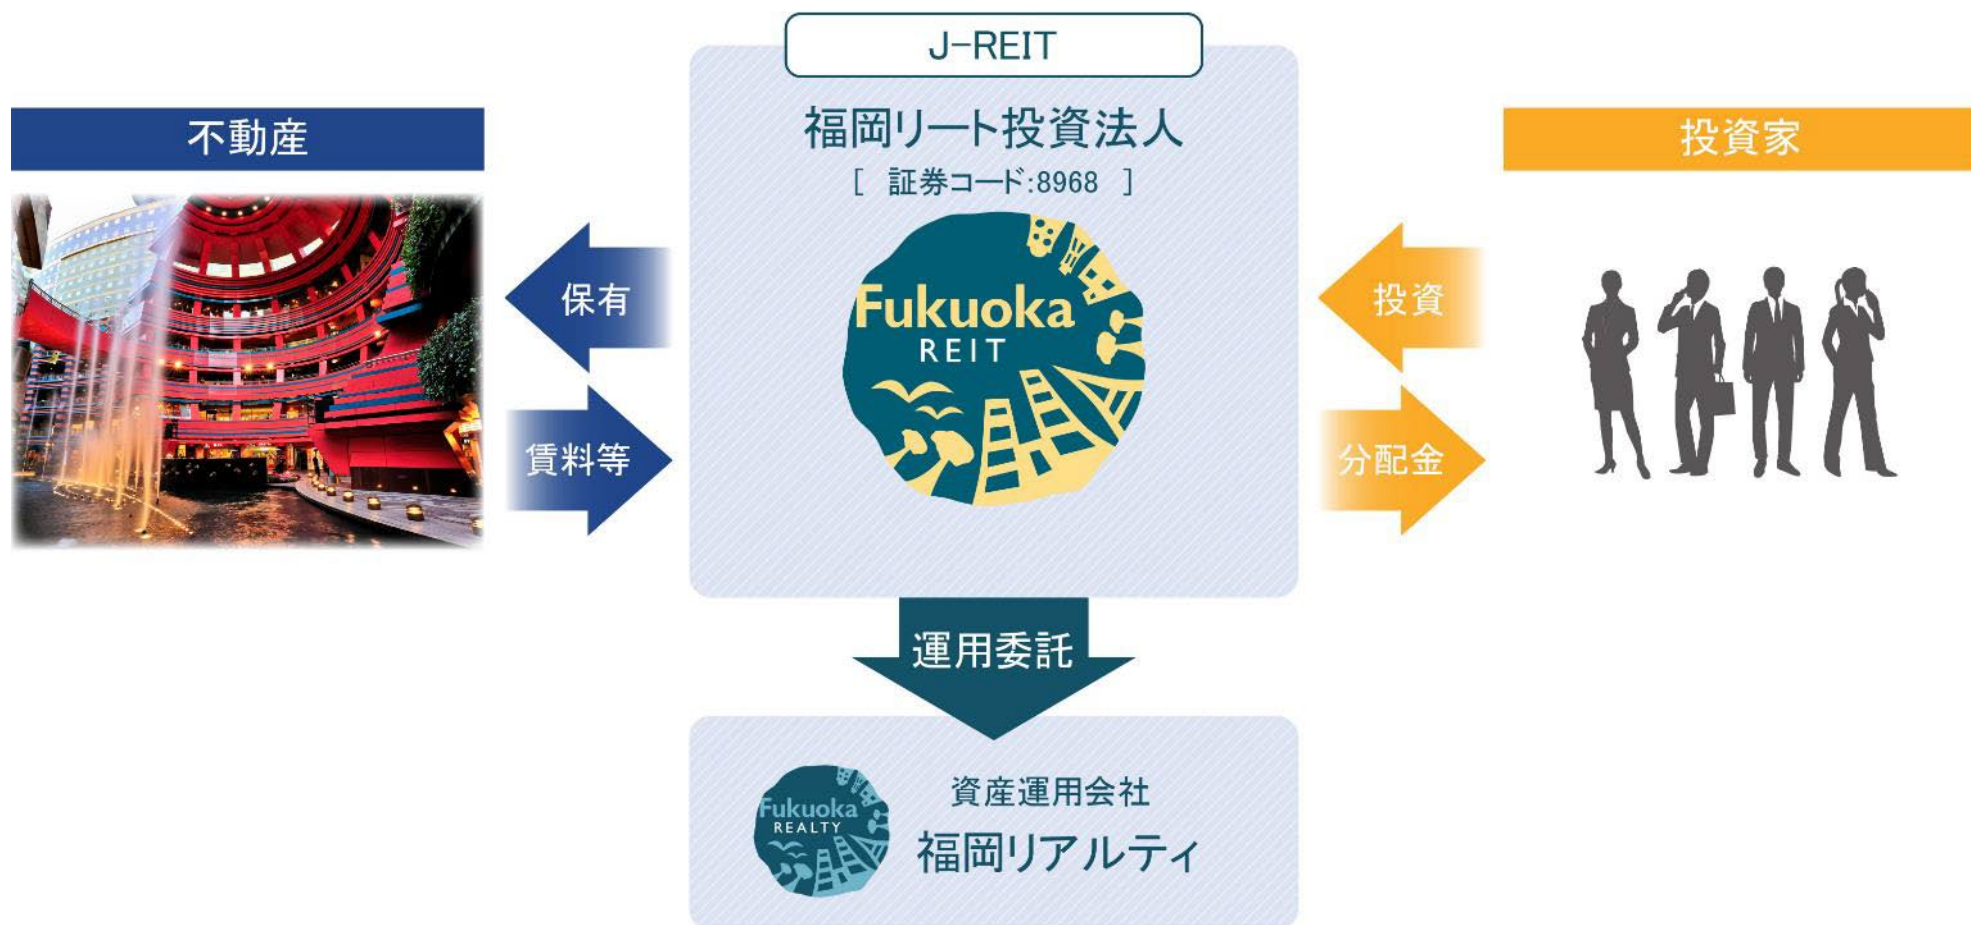 J-REIT
福岡リート投資法人
[ 証券コード:8968 ]
不動産
保有
賃料等
Fukuoka
REIT
投資家
投資
分配金
運用委託
Fukuoka
REALTY
資産運用会社
福岡リアルティ